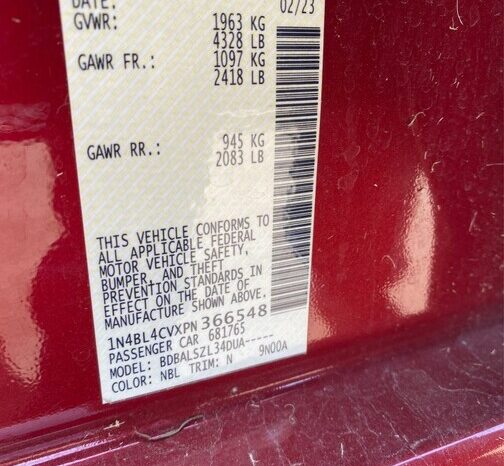 DATE: 02/23
GVWR: 1963 KG
4328 LB
GAWR FR.: 1097 KG
2418 LB
GAWR RR.: 945 KG
2083 LB
THIS VEHICLE CONFORMS TO
ALL APPLICABLE FEDERAL
MOTOR VEHICLE SAFETY,
BUMPER, AND THEFT
PREVENTION STANDARDS IN
EFFECT ON THE DATE OF
MANUFACTURE SHOWN ABOVE.
1N4BL4CVXPN366548
PASSENGER CAR 681765
MODEL: BDBALSZL34DUA-----
COLOR: NBL TRIM: N 9N00A